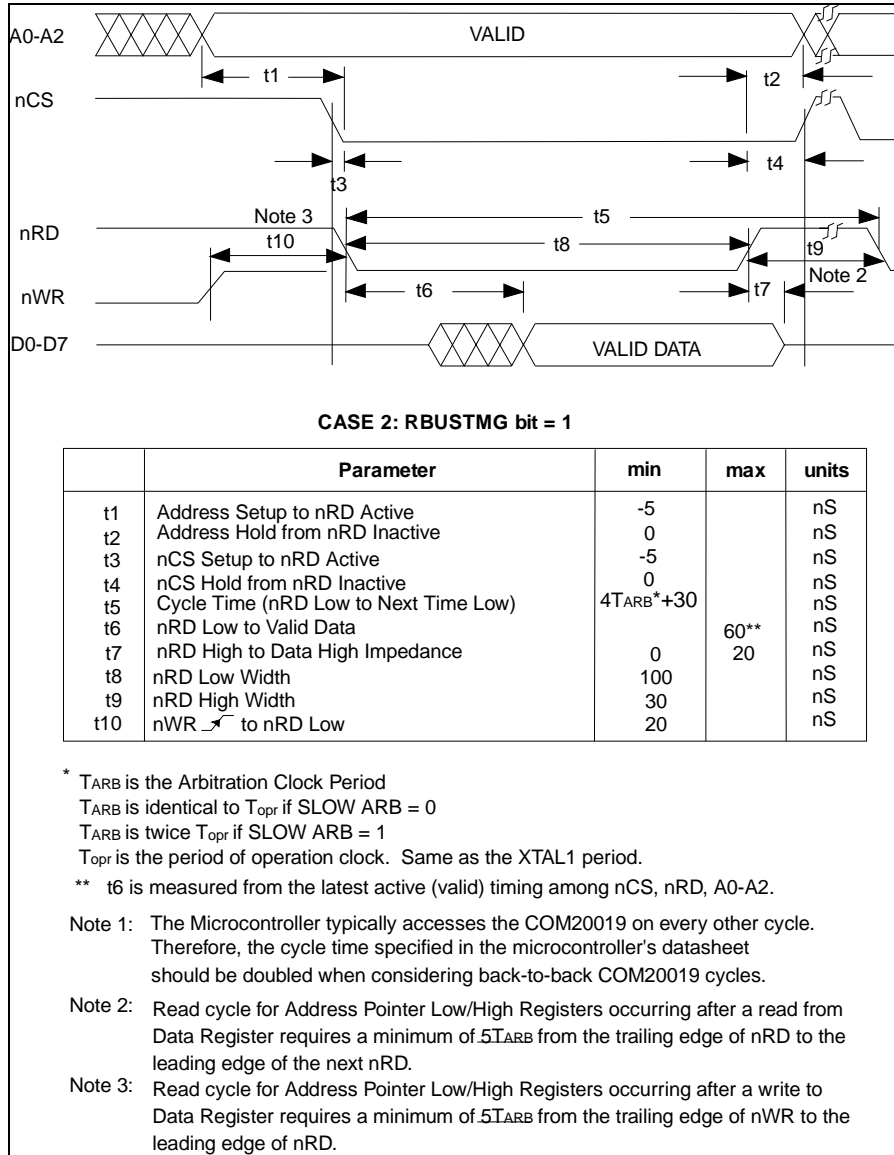 A0-A2 VALID
t1 t2
nCS
t3 t4
Note 3 t5
nRD t10 t8 t9
nWR t6 t7 Note 2
D0-D7 VALID DATA
CASE 2: RBUSTMG bit = 1
Parameter min max units
t1 Address Setup to nRD Active -5 nS
t2 Address Hold from nRD Inactive 0 nS
t3 nCS Setup to nRD Active -5 nS
t4 nCS Hold from nRD Inactive 0 nS
t5 Cycle Time (nRD Low to Next Time Low) 4TARB*+30 nS
t6 nRD Low to Valid Data 60** nS
t7 nRD High to Data High Impedance 0 20 nS
t8 nRD Low Width 100 nS
t9 nRD High Width 30 nS
t10 nWR to nRD Low 20 nS
* TARB is the Arbitration Clock Period
TARB is identical to Topr if SLOW ARB = 0
TARB is twice Topr if SLOW ARB = 1
Topr is the period of operation clock. Same as the XTAL1 period.
** t6 is measured from the latest active (valid) timing among nCS, nRD, A0-A2.
Note 1: The Microcontroller typically accesses the COM20019 on every other cycle.
Therefore, the cycle time specified in the microcontroller's datasheet
should be doubled when considering back-to-back COM20019 cycles.
Note 2: Read cycle for Address Pointer Low/High Registers occurring after a read from
Data Register requires a minimum of 5TARB from the trailing edge of nRD to the
leading edge of the next nRD.
Note 3: Read cycle for Address Pointer Low/High Registers occurring after a write to
Data Register requires a minimum of 5TARB from the trailing edge of nWR to the
leading edge of nRD.